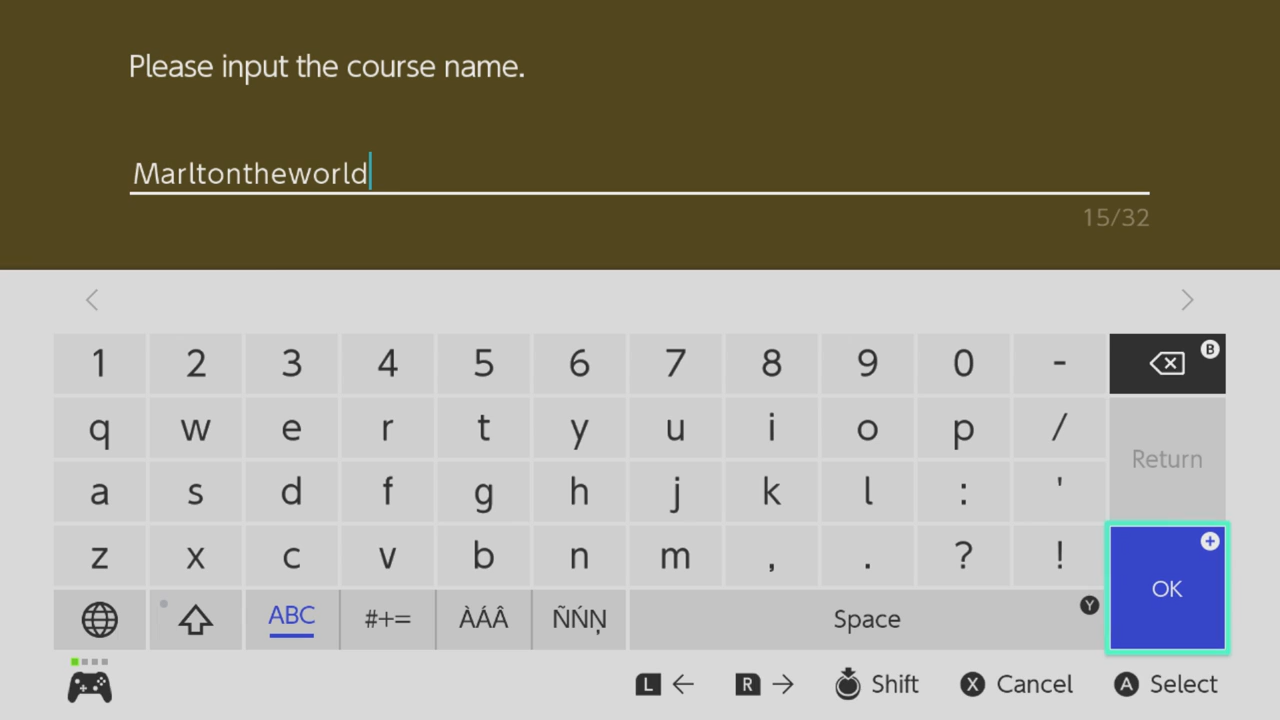 Please input the course name.
Marltontheworld
15/32
1 2 3 4 5 6 7 8 9 0 - B
q w e r t y u i o p /
Return
a s d f g h j k l : '
z x c v b n m , . ? ! +
OK
ABC #+= ÀÁÂ ÑŃŅ Space Y
L ← R → Shift X Cancel A Select